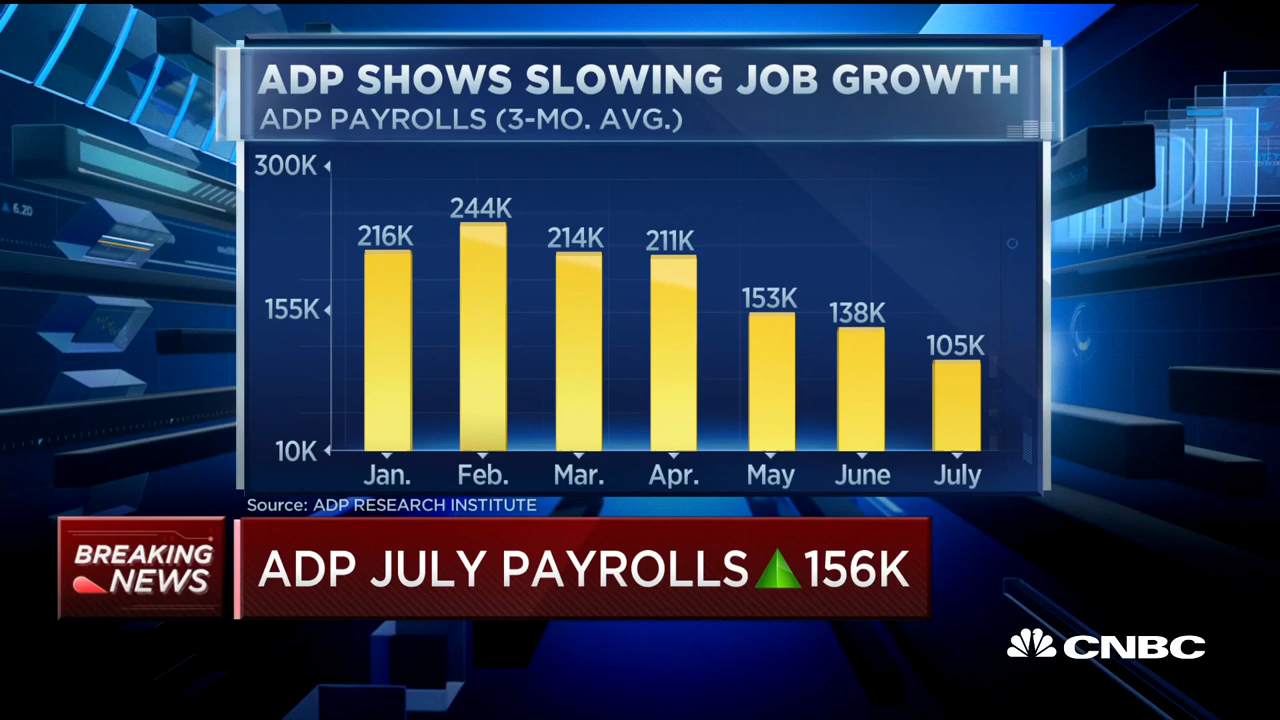 ADP SHOWS SLOWING JOB GROWTH
ADP PAYROLLS (3-MO. AVG.)
300K
155K
10K
216K
244K
214K
211K
153K
138K
105K
Jan.
Feb.
Mar.
Apr.
May
June
July
Source: ADP RESEARCH INSTITUTE
BREAKING
NEWS
ADP JULY PAYROLLS ▲ 156K
CNBC
6.20